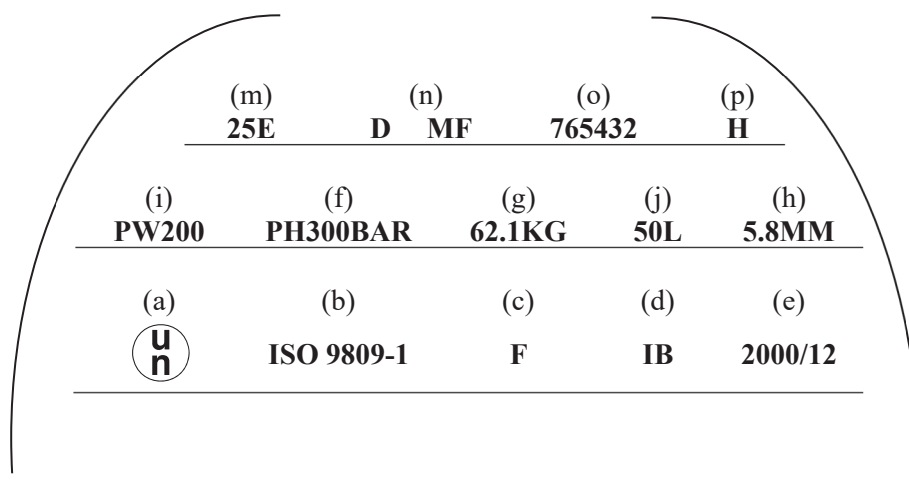 (m) (n) (o) (p)
25E D MF 765432 H
(i) (f) (g) (j) (h)
PW200 PH300BAR 62.1KG 50L 5.8MM
(a) (b) (c) (d) (e)
u
n
ISO 9809-1 F IB 2000/12